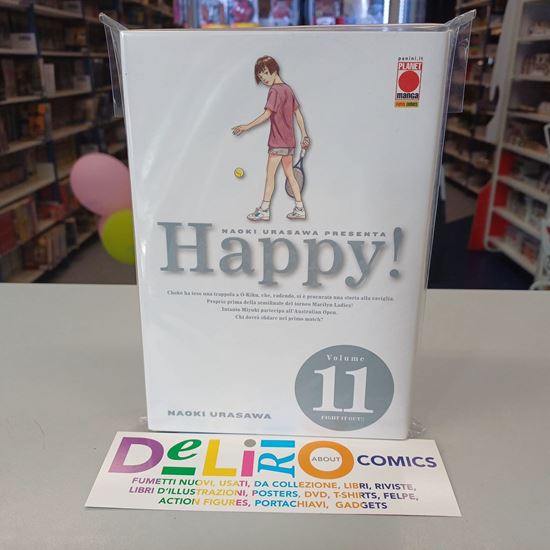 panini.it
PLANET
manga
PANINI COMICS
NAOKI URASAWA PRESENTA
Happy!
Choko ha teso una trappola a O-Kiku, che, cadendo, si è procurata una storta alla caviglia.
Proprio prima della semifinale del torneo Marilyn Ladies!
Intanto Miyuki partecipa all'Australian Open.
Chi dovrà sfidare nel primo match?
Volume
11
FIGHT IT OUT!!
NAOKI URASAWA
DeLiRiO ABOUT COMICS
FUMETTI NUOVI, USATI, DA COLLEZIONE, LIBRI, RIVISTE,
LIBRI D'ILLUSTRAZIONI, POSTERS, DVD, T-SHIRTS, FELPE,
ACTION FIGURES, PORTACHIAVI, GADGETS